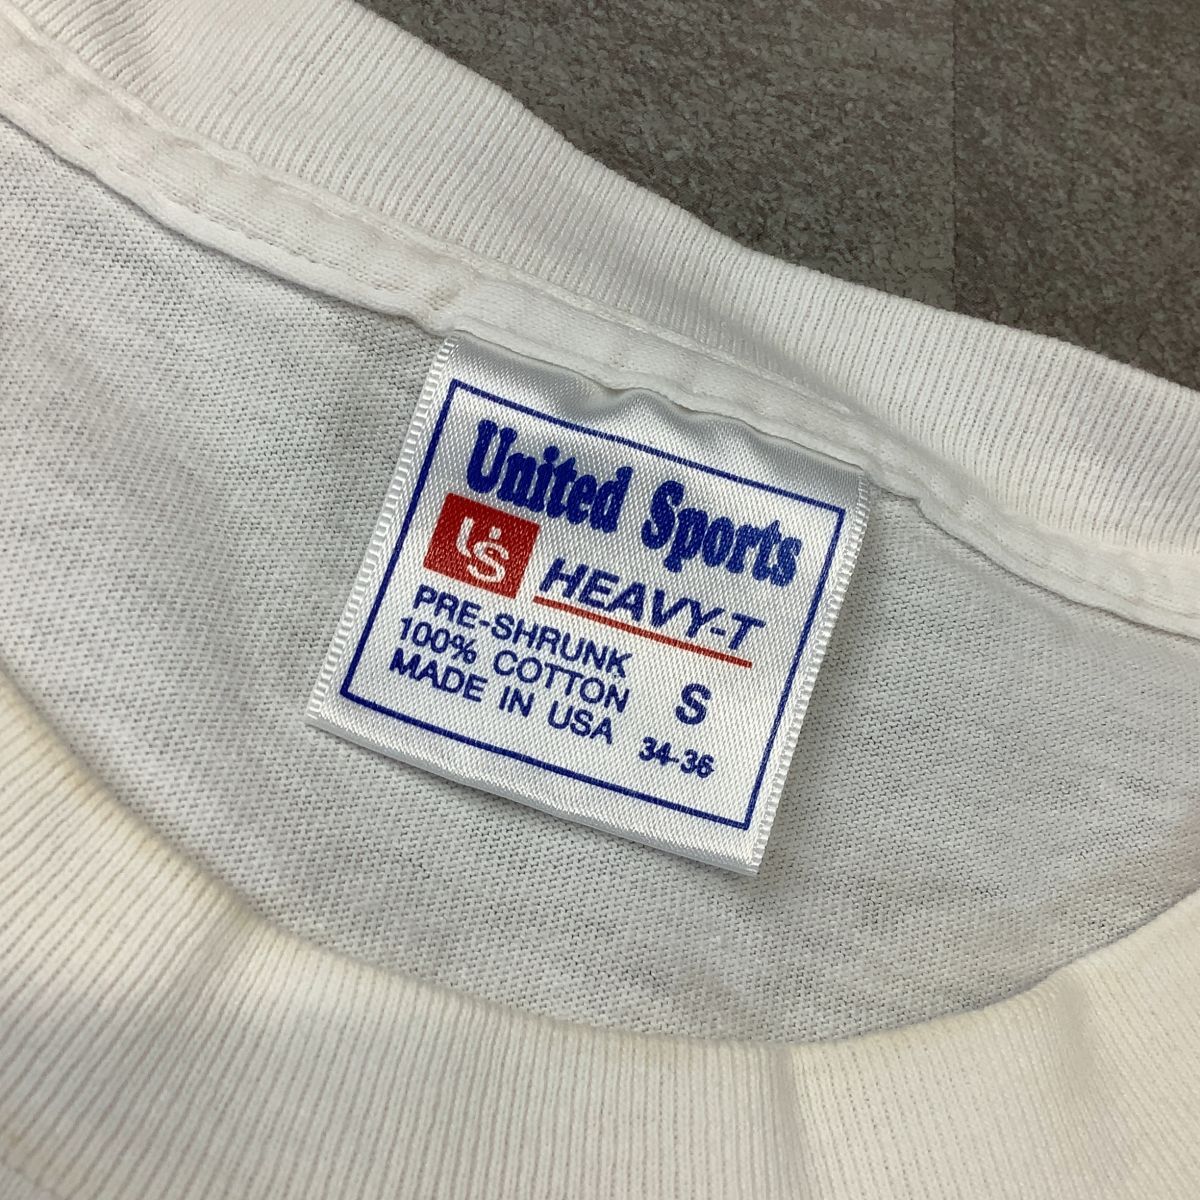 United Sports
US HEAVY-T
PRE-SHRUNK
100% COTTON S
MADE IN USA 34-36